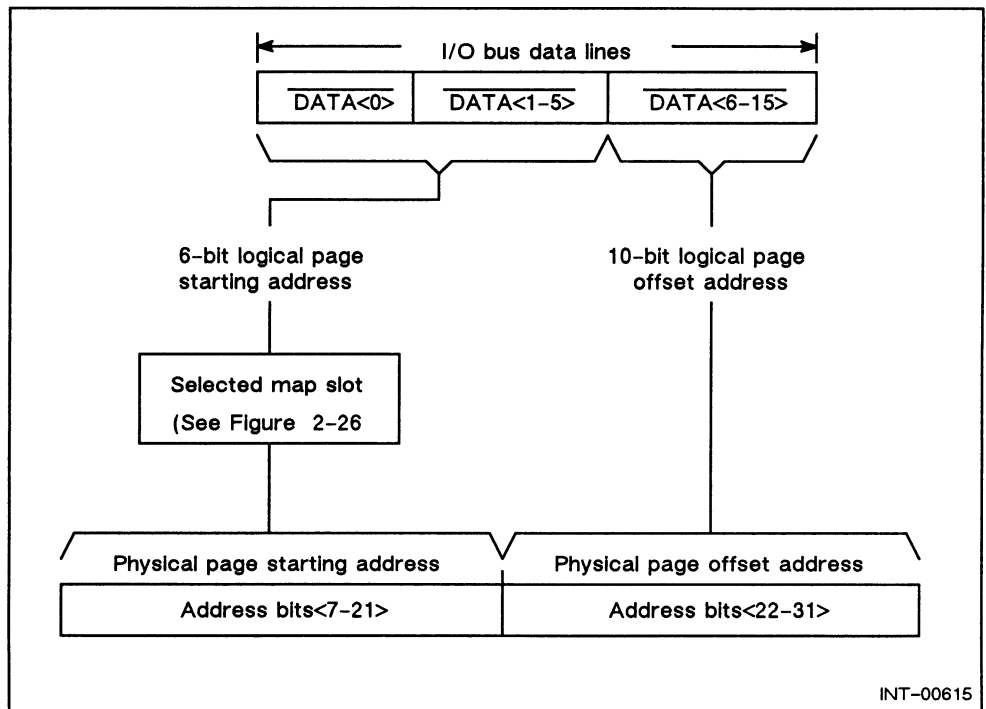 I/O bus data lines
DATA<0> DATA<1-5> DATA<6-15>
6-bit logical page
starting address
10-bit logical page
offset address
Selected map slot
(See Figure 2-26
Physical page starting address Physical page offset address
Address bits<7-21> Address bits<22-31>
INT-00615